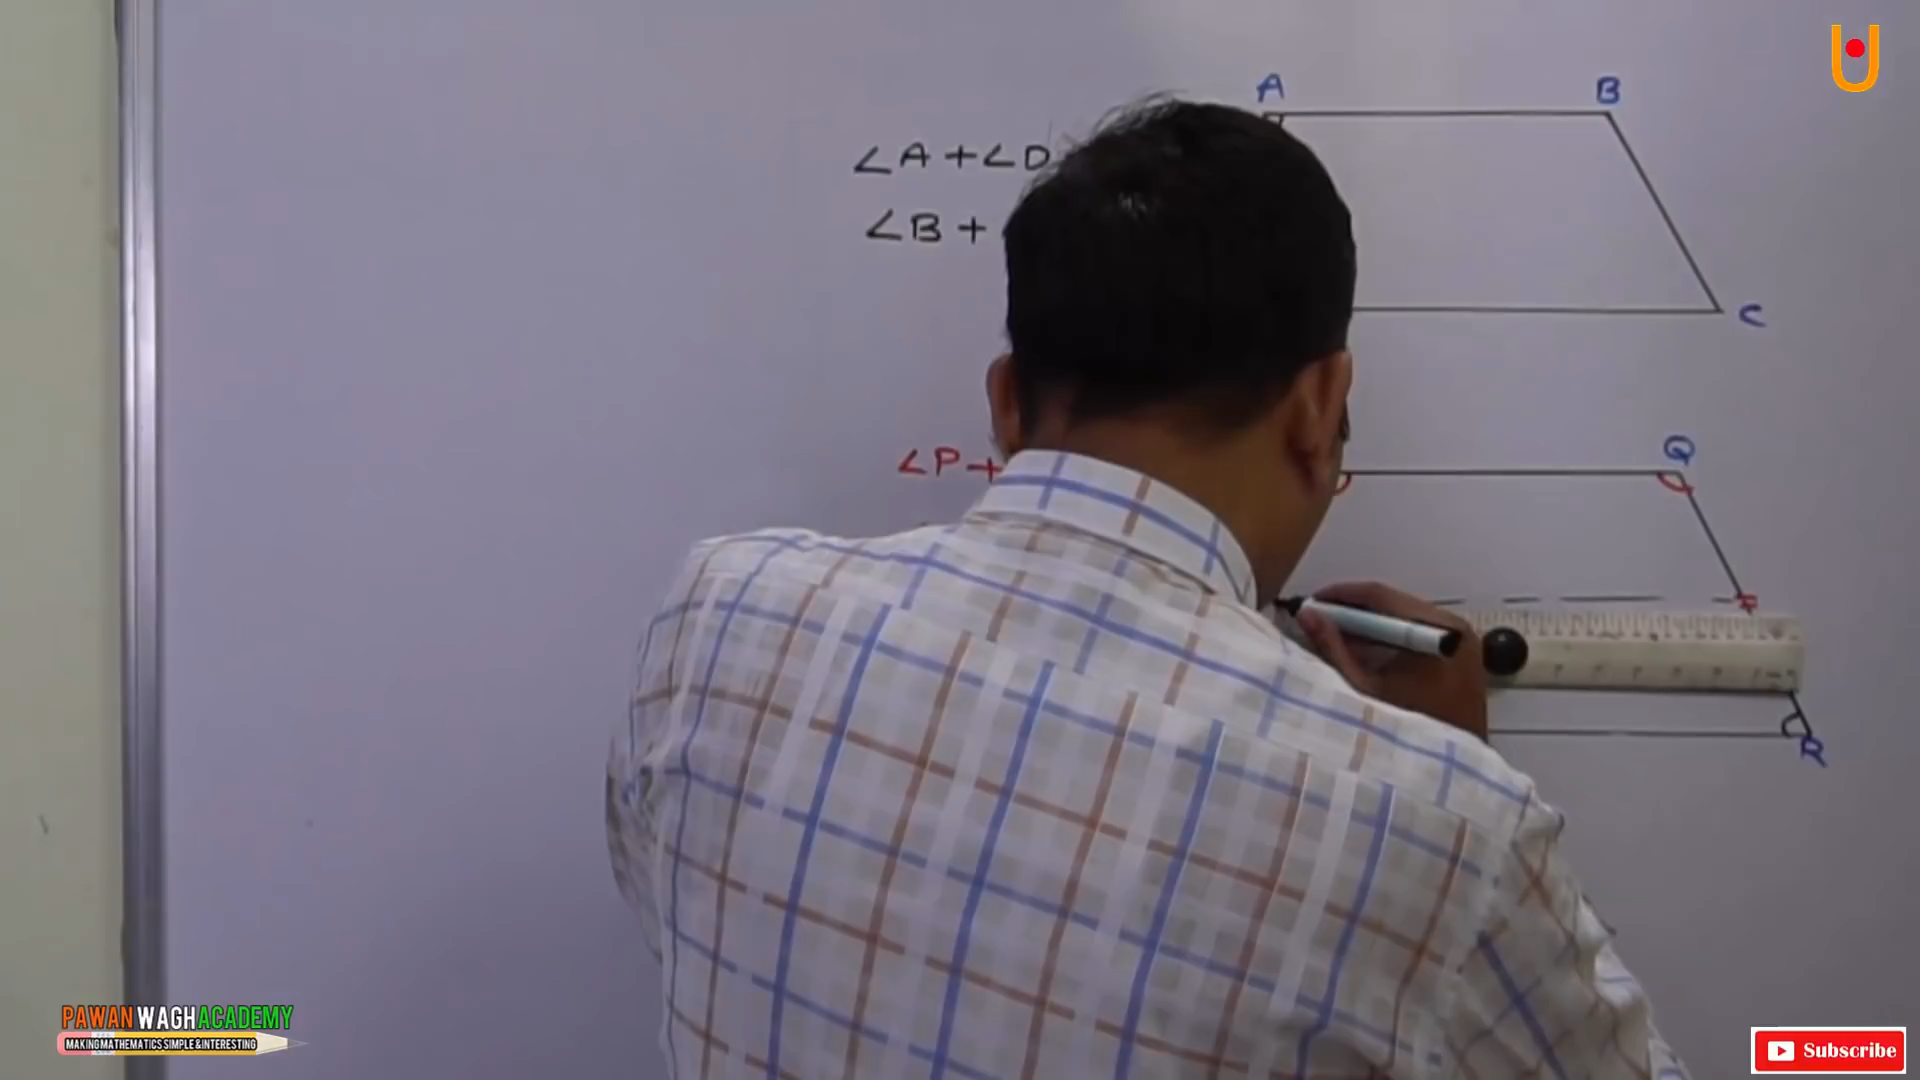 A B
∠A+∠D
∠B+
C
Q
∠P+
R
PAWAN WAGH ACADEMY
MAKING MATHEMATICS SIMPLE & INTERESTING
Subscribe